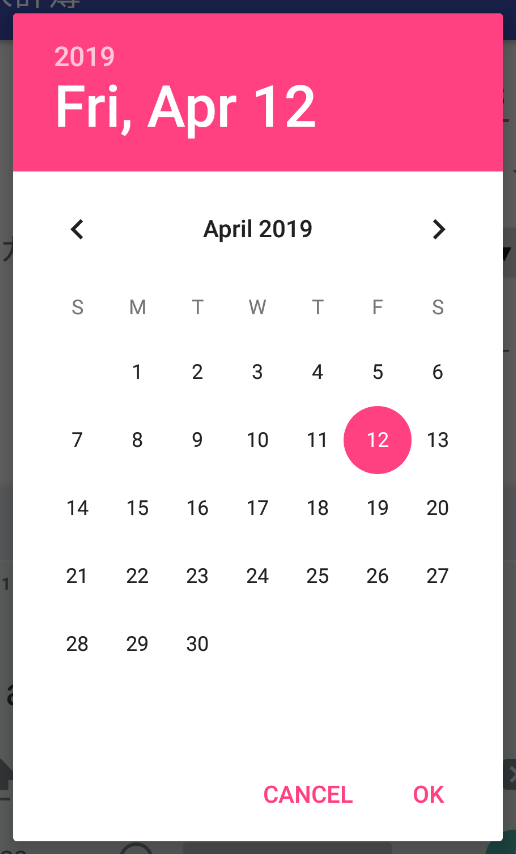 2019
Fri, Apr 12
April 2019
S M T W T F S
1 2 3 4 5 6
7 8 9 10 11 12 13
14 15 16 17 18 19 20
21 22 23 24 25 26 27
28 29 30
CANCEL OK